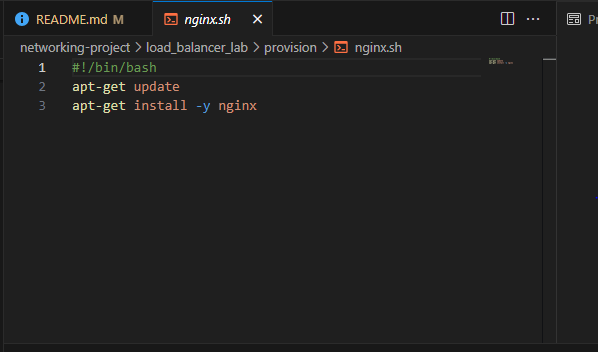 README.md M
nginx.sh
networking-project > load_balancer_lab > provision > nginx.sh
1 #!/bin/bash
2 apt-get update
3 apt-get install -y nginx